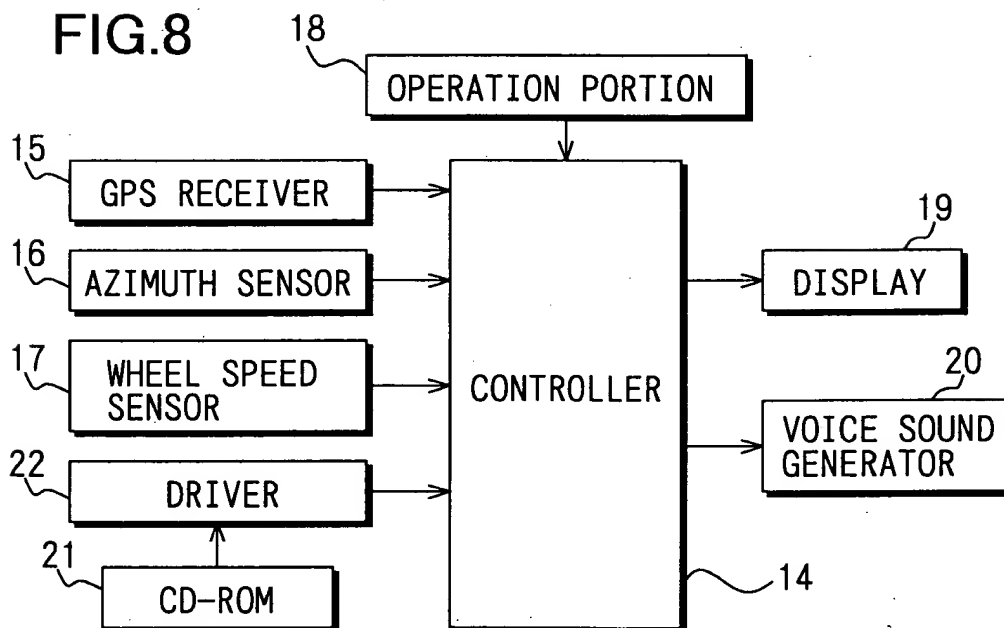 FIG.8
18
OPERATION PORTION
15
GPS RECEIVER
16
AZIMUTH SENSOR
17
WHEEL SPEED
SENSOR
22
DRIVER
21
CD-ROM
CONTROLLER
14
19
DISPLAY
20
VOICE SOUND
GENERATOR